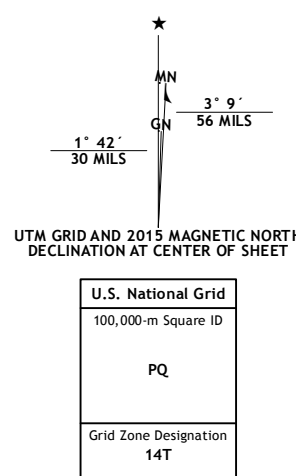 ★
MN
3° 9´
56 MILS
GN
1° 42´
30 MILS
UTM GRID AND 2015 MAGNETIC NORTH
DECLINATION AT CENTER OF SHEET
U.S. National Grid
100,000-m Square ID
PQ
Grid Zone Designation
14T